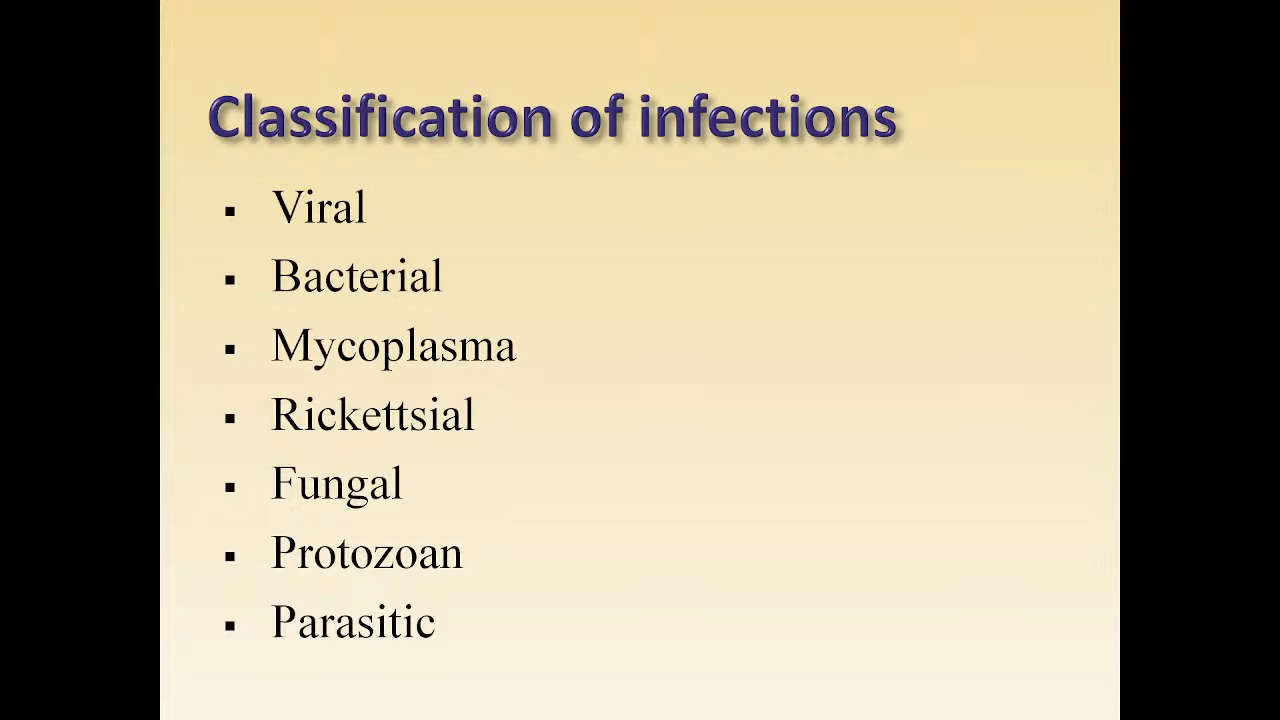 Classification of infections
▪ Viral
▪ Bacterial
▪ Mycoplasma
▪ Rickettsial
▪ Fungal
▪ Protozoan
▪ Parasitic